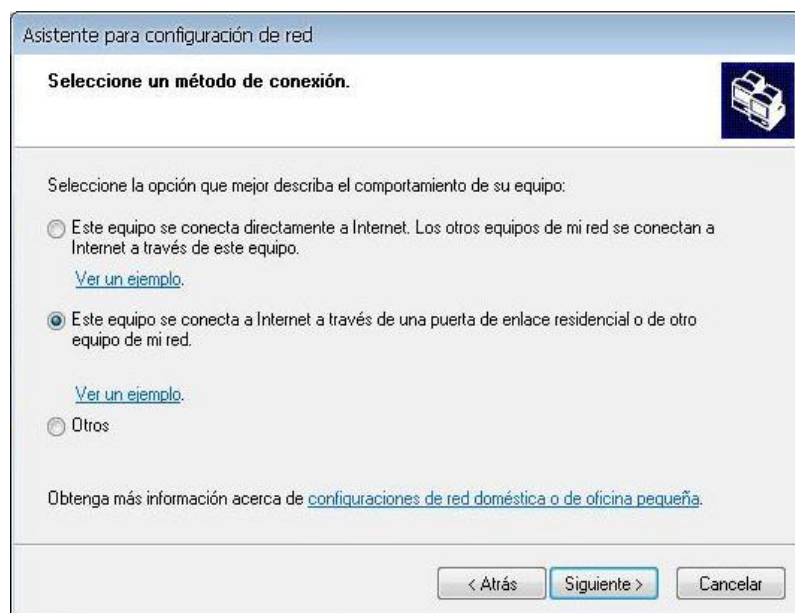 Asistente para configuración de red
Seleccione un método de conexión.
Seleccione la opción que mejor describa el comportamiento de su equipo:
Este equipo se conecta directamente a Internet. Los otros equipos de mi red se conectan a
Internet a través de este equipo.
Ver un ejemplo.
Este equipo se conecta a Internet a través de una puerta de enlace residencial o de otro
equipo de mi red.
Ver un ejemplo.
Otros
Obtenga más información acerca de configuraciones de red doméstica o de oficina pequeña.
< Atrás Siguiente > Cancelar